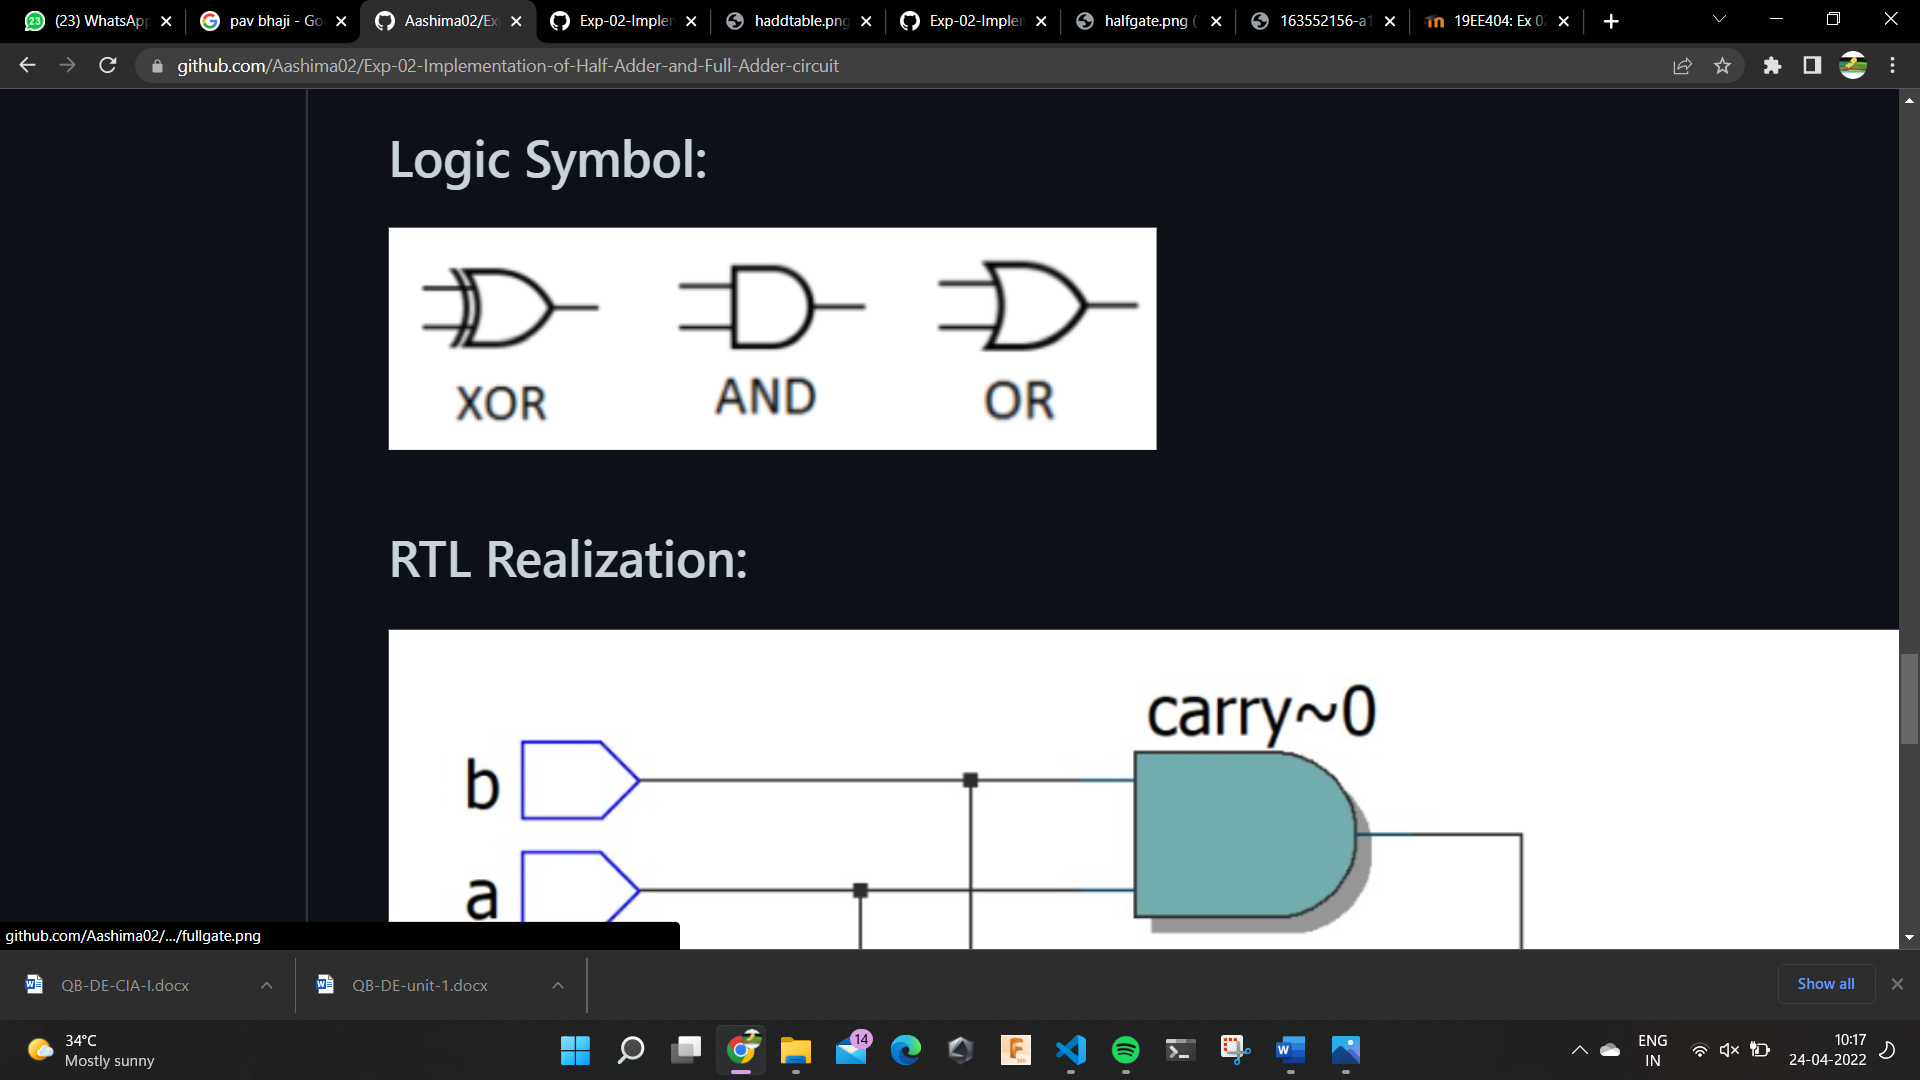 (23) WhatsApp
pav bhaji - Go
Aashima02/Ex
Exp-02-Implem
haddtable.png
Exp-02-Implem
halfgate.png (
163552156-a1
19EE404: Ex 02
github.com/Aashima02/Exp-02-Implementation-of-Half-Adder-and-Full-Adder-circuit
Logic Symbol:
XOR
AND
OR
RTL Realization:
carry~0
b
a
github.com/Aashima02/.../fullgate.png
QB-DE-CIA-I.docx
QB-DE-unit-1.docx
Show all
34°C
Mostly sunny
14
ENG
IN
10:17
24-04-2022